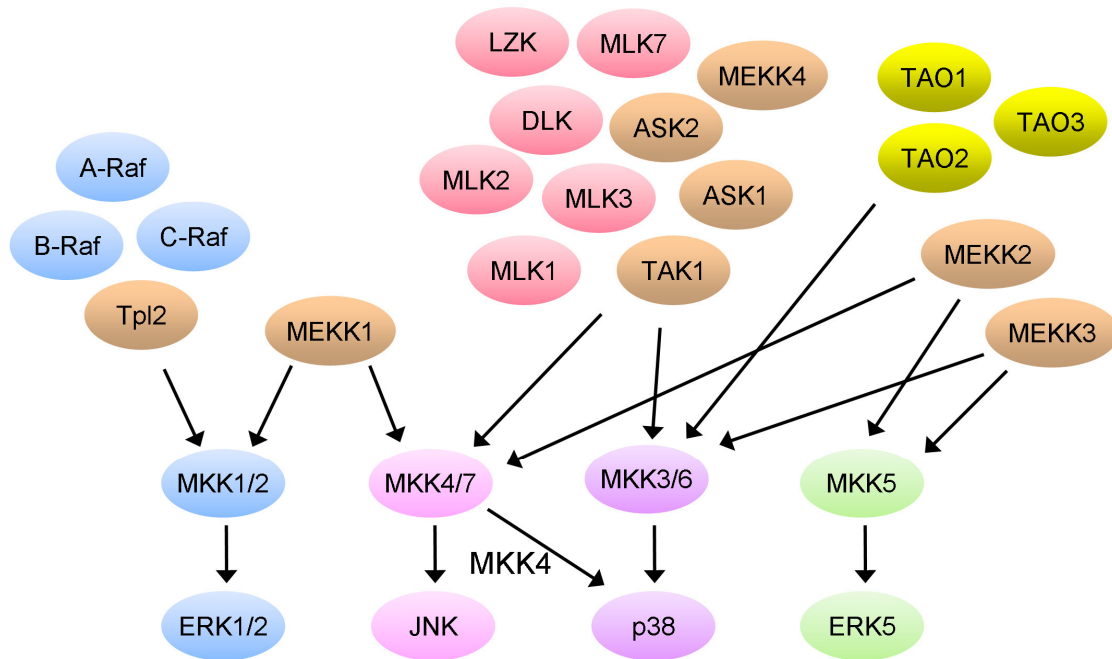 LZK
MLK7
MEKK4
TAO1
TAO3
DLK
ASK2
TAO2
A-Raf
MLK2
MLK3
ASK1
B-Raf
C-Raf
MLK1
TAK1
MEKK2
Tpl2
MEKK1
MEKK3
MKK1/2
MKK4/7
MKK3/6
MKK5
MKK4
ERK1/2
JNK
p38
ERK5